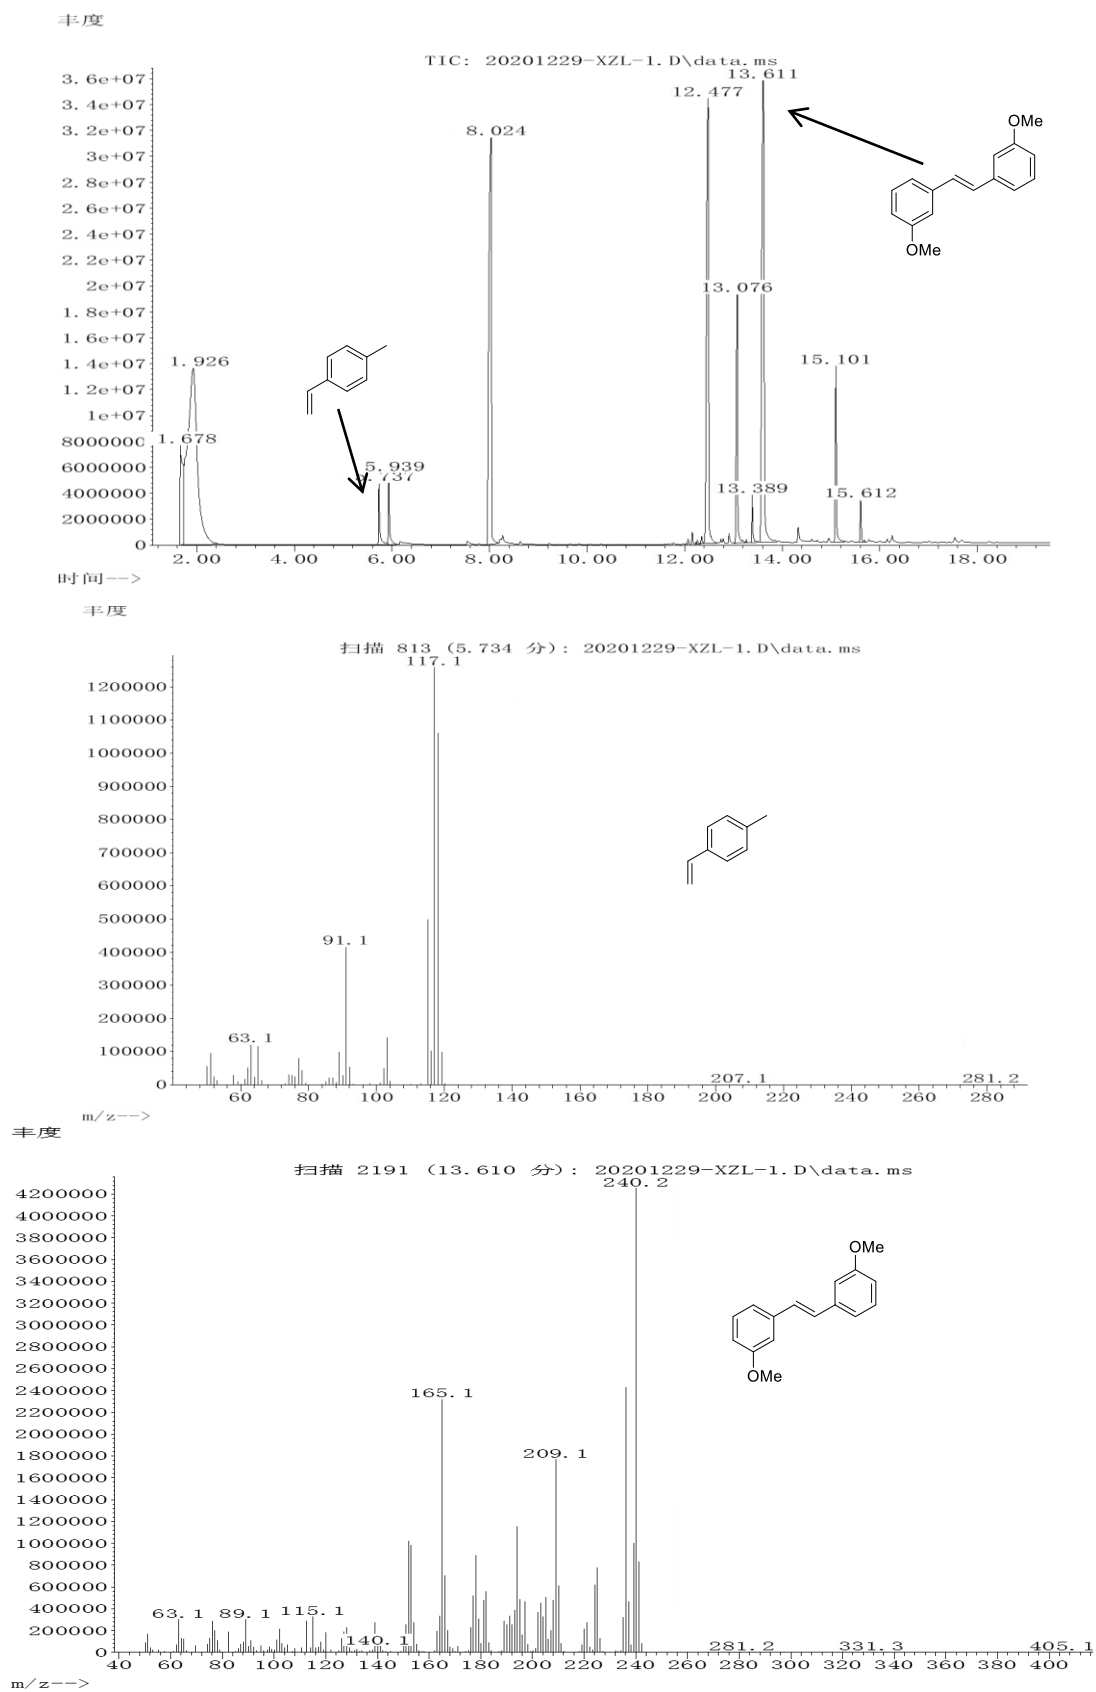 丰度
TIC: 20201229-XZL-1.D\data.ms
13.611
3.6e+07
12.477
3.4e+07
8.024
3.2e+07
OMe
3e+07
2.8e+07
2.6e+07
2.4e+07
OMe
2.2e+07
2e+07
13.076
1.8e+07
1.6e+07
1.4e+07
1.926
15.101
1.2e+07
1e+07
8000000
1.678
6000000
5.939
4000000
13.389
15.612
2000000
0
2.00 4.00 6.00 8.00 10.00 12.00 14.00 16.00 18.00
时间-->
丰度
扫描 813 (5.734 分): 20201229-XZL-1.D\data.ms
117.1
1200000
1100000
1000000
900000
800000
700000
600000
500000
91.1
400000
300000
200000
63.1
100000
207.1 281.2
0
60 80 100 120 140 160 180 200 220 240 260 280
m/z-->
丰度
扫描 2191 (13.610 分): 20201229-XZL-1.D\data.ms
240.2
4200000
4000000
3800000
OMe
3600000
3400000
3200000
3000000
2800000
2600000
OMe
2400000
165.1
2200000
2000000
1800000
209.1
1600000
1400000
1200000
1000000
800000
600000
400000
63.1 89.1 115.1
200000
140.1 281.2 331.3 405.1
0
40 60 80 100 120 140 160 180 200 220 240 260 280 300 320 340 360 380 400
m/z-->